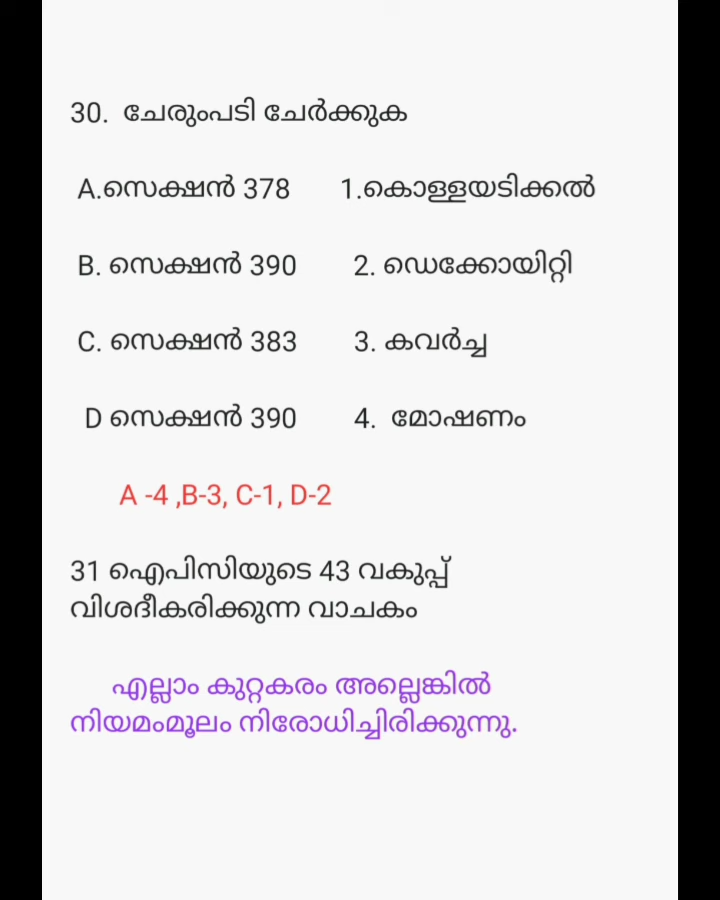 30. ചേരുംപടി ചേർക്കുക
A.സെക്ഷൻ 378 1.കൊള്ളയടിക്കൽ
B. സെക്ഷൻ 390 2. ഡെക്കോയിറ്റി
C. സെക്ഷൻ 383 3. കവർച്ച
D സെക്ഷൻ 390 4. മോഷണം
A -4 ,B-3, C-1, D-2
31 ഐപിസിയുടെ 43 വകുപ്പ്
വിശദീകരിക്കുന്ന വാചകം
എല്ലാം കുറ്റകരം അല്ലെങ്കിൽ
നിയമംമൂലം നിരോധിച്ചിരിക്കുന്നു.